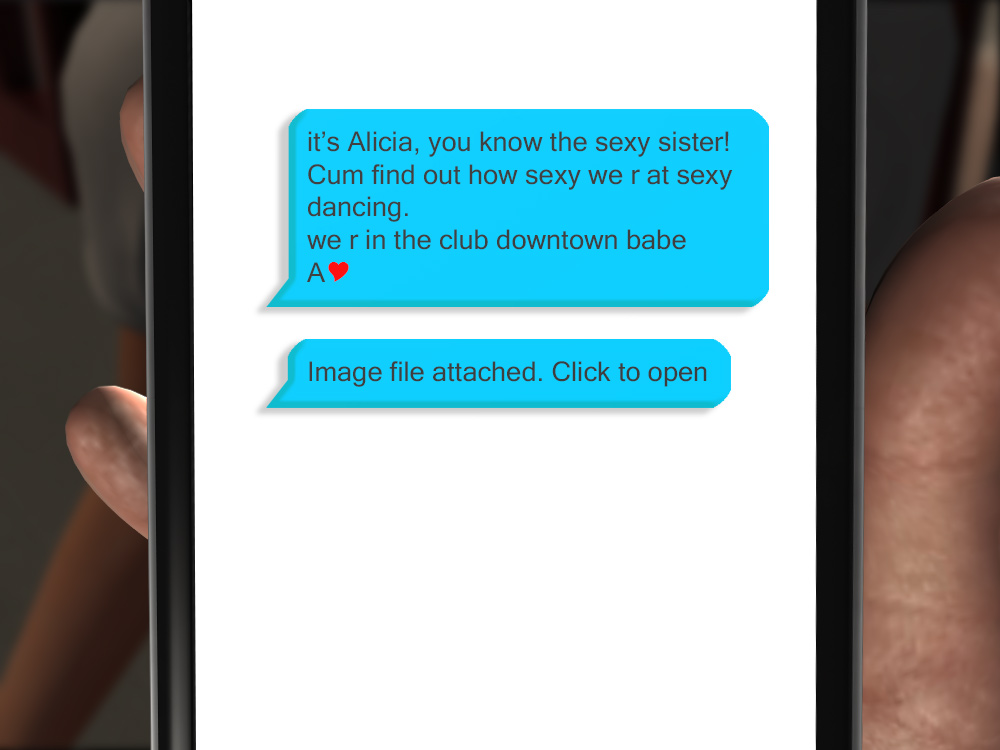 it’s Alicia, you know the sexy sister!
Cum find out how sexy we r at sexy
dancing.
we r in the club downtown babe
A❤
Image file attached. Click to open